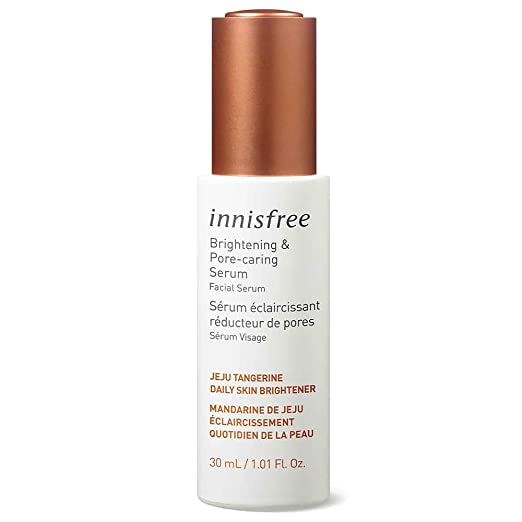 innisfree
Brightening &
Pore-caring
Serum
Facial Serum
Sérum éclaircissant
réducteur de pores
Sérum Visage
JEJU TANGERINE
DAILY SKIN BRIGHTENER
MANDARINE DE JEJU
ÉCLAIRCISSEMENT
QUOTIDIEN DE LA PEAU
30 mL / 1.01 Fl. Oz.